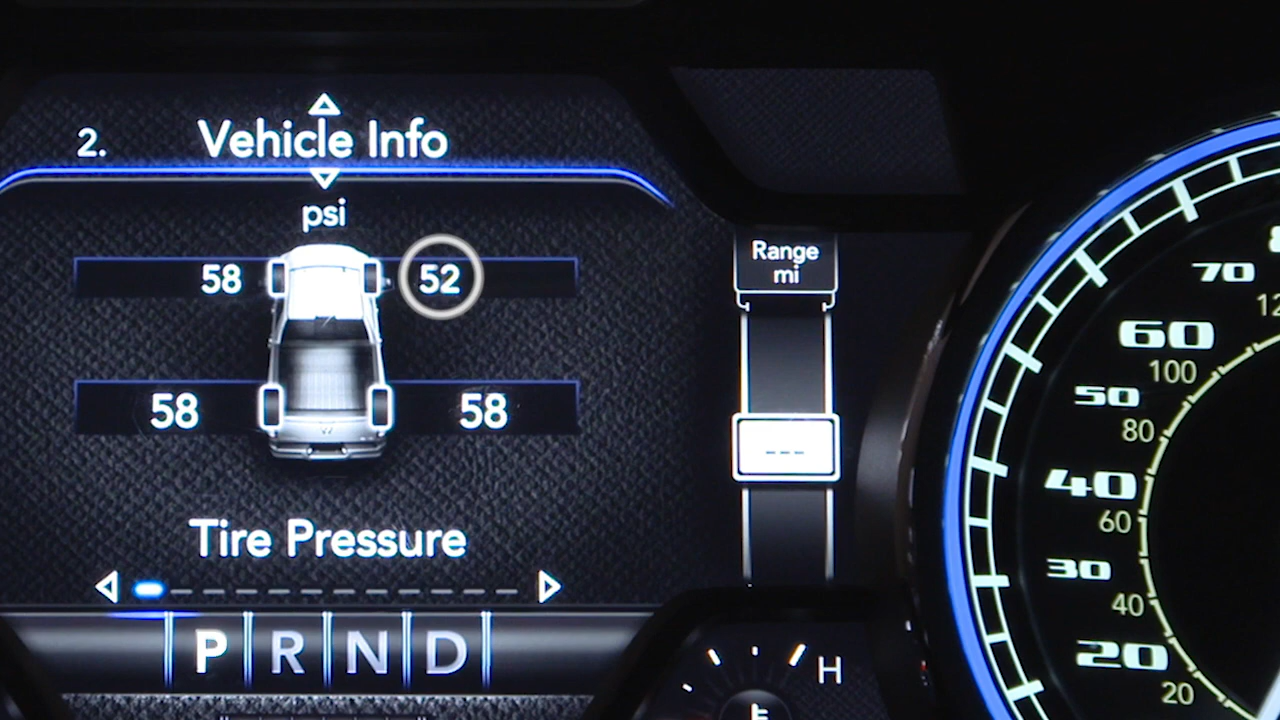 2. Vehicle Info
psi
58 52
58 58
Tire Pressure
P R N D
Range
mi
---
H
70
60
100
50
80
40
60
30
40
20
20